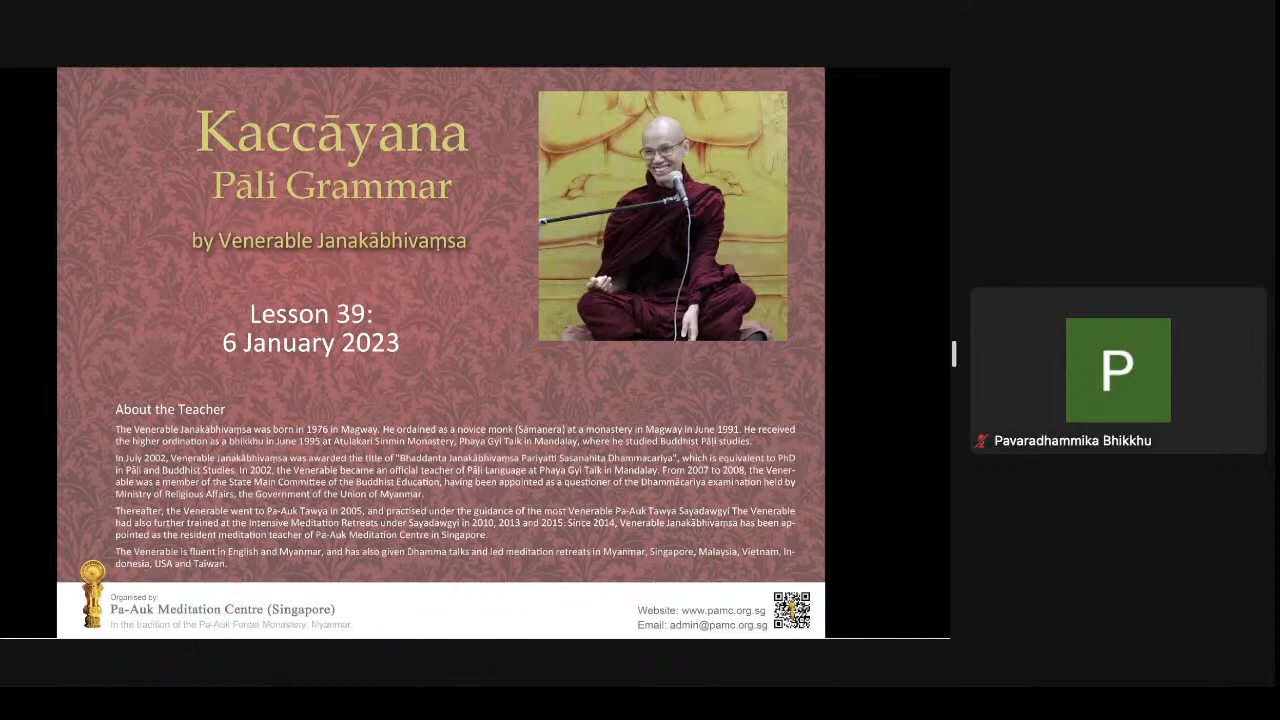 Kaccāyana
Pāli Grammar
by Venerable Janakābhivaṃsa
Lesson 39:
6 January 2023
About the Teacher
The Venerable Janakābhivaṃsa was born in 1976 in Magway. He ordained as a novice monk (Sāmanera) at a monastery in Magway in June 1991. He received
the higher ordination as a bhikkhu in June 1995 at Atulakari Sinmin Monastery, Phaya Gyi Taik in Mandalay, where he studied Buddhist Pāḷi studies.
In July 2002, Venerable Janakābhivaṃsa was awarded the title of "Bhaddanta Janakābhivaṃsa Pariyatti Sasanahita Dhammacariya", which is equivalent to PhD
in Pāḷi and Buddhist Studies. In 2002, the Venerable became an official teacher of Pāḷi Language at Phaya Gyi Taik in Mandalay. From 2007 to 2008, the Vener-
able was a member of the State Main Committee of the Buddhist Education, having been appointed as a questioner of the Dhammācariya examination held by
Ministry of Religious Affairs, the Government of the Union of Myanmar.
Thereafter, the Venerable went to Pa-Auk Tawya in 2005, and practised under the guidance of the most Venerable Pa-Auk Tawya Sayadawgyi The Venerable
had also further trained at the Intensive Meditation Retreats under Sayadawgyi in 2010, 2013 and 2015. Since 2014, Venerable Janakābhivaṃsa has been ap-
pointed as the resident meditation teacher of Pa-Auk Meditation Centre in Singapore.
The Venerable is fluent in English and Myanmar, and has also given Dhamma talks and led meditation retreats in Myanmar, Singapore, Malaysia, Vietnam, In-
donesia, USA and Taiwan.
Organised by:
Pa-Auk Meditation Centre (Singapore)
In the tradition of the Pa-Auk Forest Monastery, Myanmar.
Website: www.pamc.org.sg
Email: admin@pamc.org.sg
P
Pavaradhammika Bhikkhu